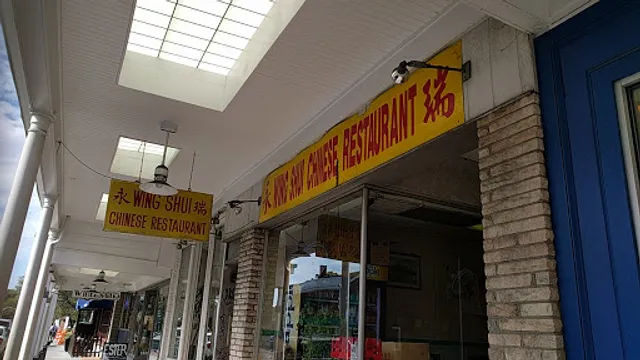 永 WING SHUI 瑞
CHINESE RESTAURANT
永 WING SHUI CHINESE RESTAURANT 瑞